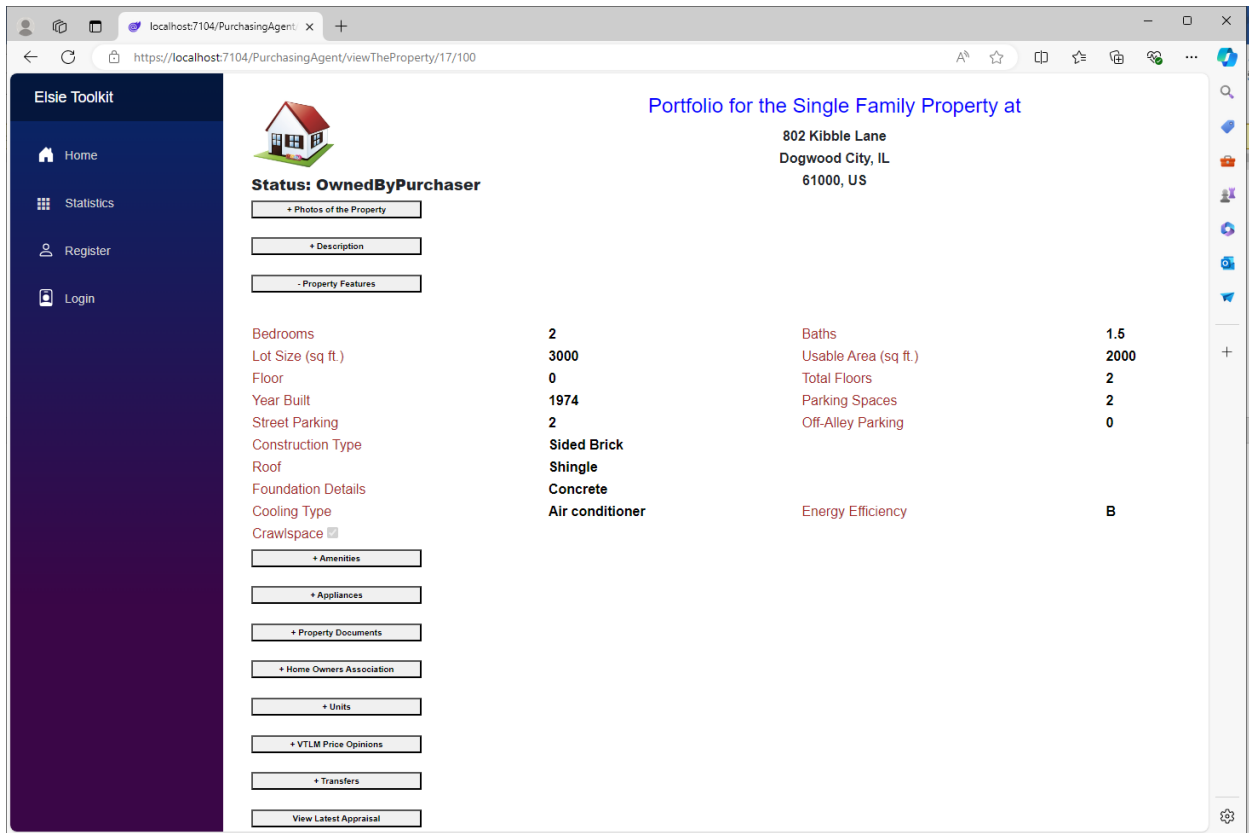 localhost:7104/PurchasingAgent
https://localhost:7104/PurchasingAgent/viewTheProperty/17/100
Elsie Toolkit
Home
Statistics
Register
Login
Portfolio for the Single Family Property at
802 Kibble Lane
Dogwood City, IL
61000, US
Status: OwnedByPurchaser
+ Photos of the Property
+ Description
- Property Features
Bedrooms 2 Baths 1.5
Lot Size (sq ft.) 3000 Usable Area (sq ft.) 2000
Floor 0 Total Floors 2
Year Built 1974 Parking Spaces 2
Street Parking 2 Off-Alley Parking 0
Construction Type Sided Brick
Roof Shingle
Foundation Details Concrete
Cooling Type Air conditioner Energy Efficiency B
Crawlspace
+ Amenities
+ Appliances
+ Property Documents
+ Home Owners Association
+ Units
+ VTLM Price Opinions
+ Transfers
View Latest Appraisal